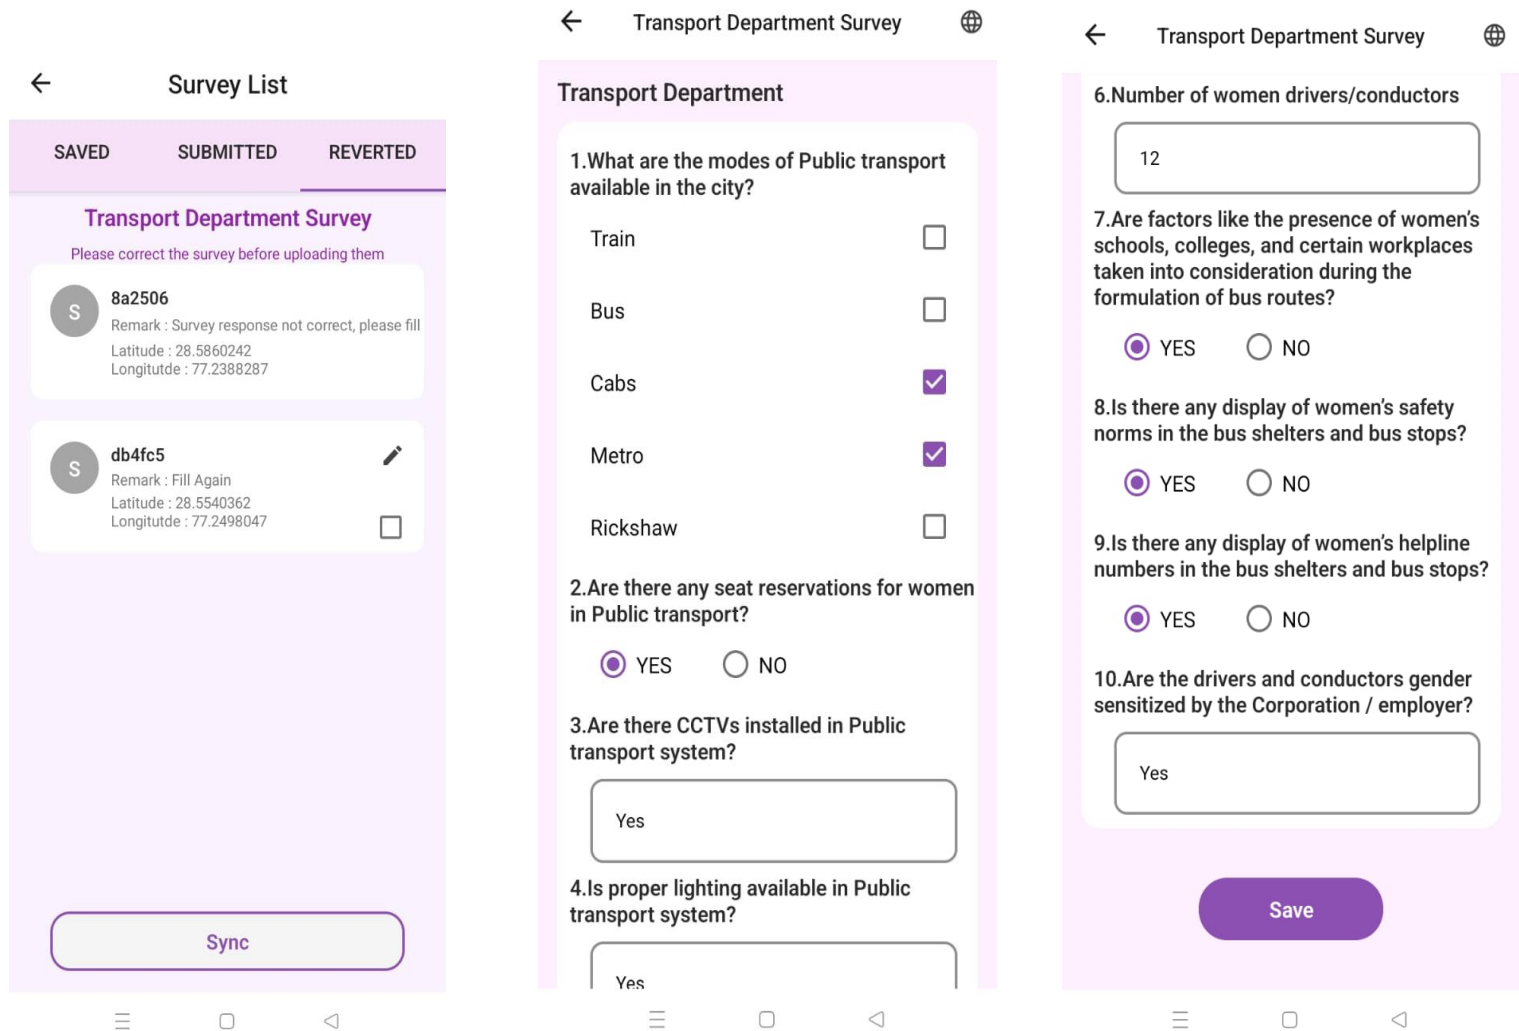 Survey List
SAVED SUBMITTED REVERTED
Transport Department Survey
Please correct the survey before uploading them
S
8a2506
Remark : Survey response not correct, please fill
Latitude : 28.5860242
Longitutde : 77.2388287
S
db4fc5
Remark : Fill Again
Latitude : 28.5540362
Longitutde : 77.2498047
Sync
Transport Department Survey
Transport Department
1.What are the modes of Public transport
available in the city?
Train
Bus
Cabs
Metro
Rickshaw
2.Are there any seat reservations for women
in Public transport?
YES NO
3.Are there CCTVs installed in Public
transport system?
Yes
4.Is proper lighting available in Public
transport system?
Yes
Transport Department Survey
6.Number of women drivers/conductors
12
7.Are factors like the presence of women's
schools, colleges, and certain workplaces
taken into consideration during the
formulation of bus routes?
YES NO
8.Is there any display of women's safety
norms in the bus shelters and bus stops?
YES NO
9.Is there any display of women's helpline
numbers in the bus shelters and bus stops?
YES NO
10.Are the drivers and conductors gender
sensitized by the Corporation / employer?
Yes
Save